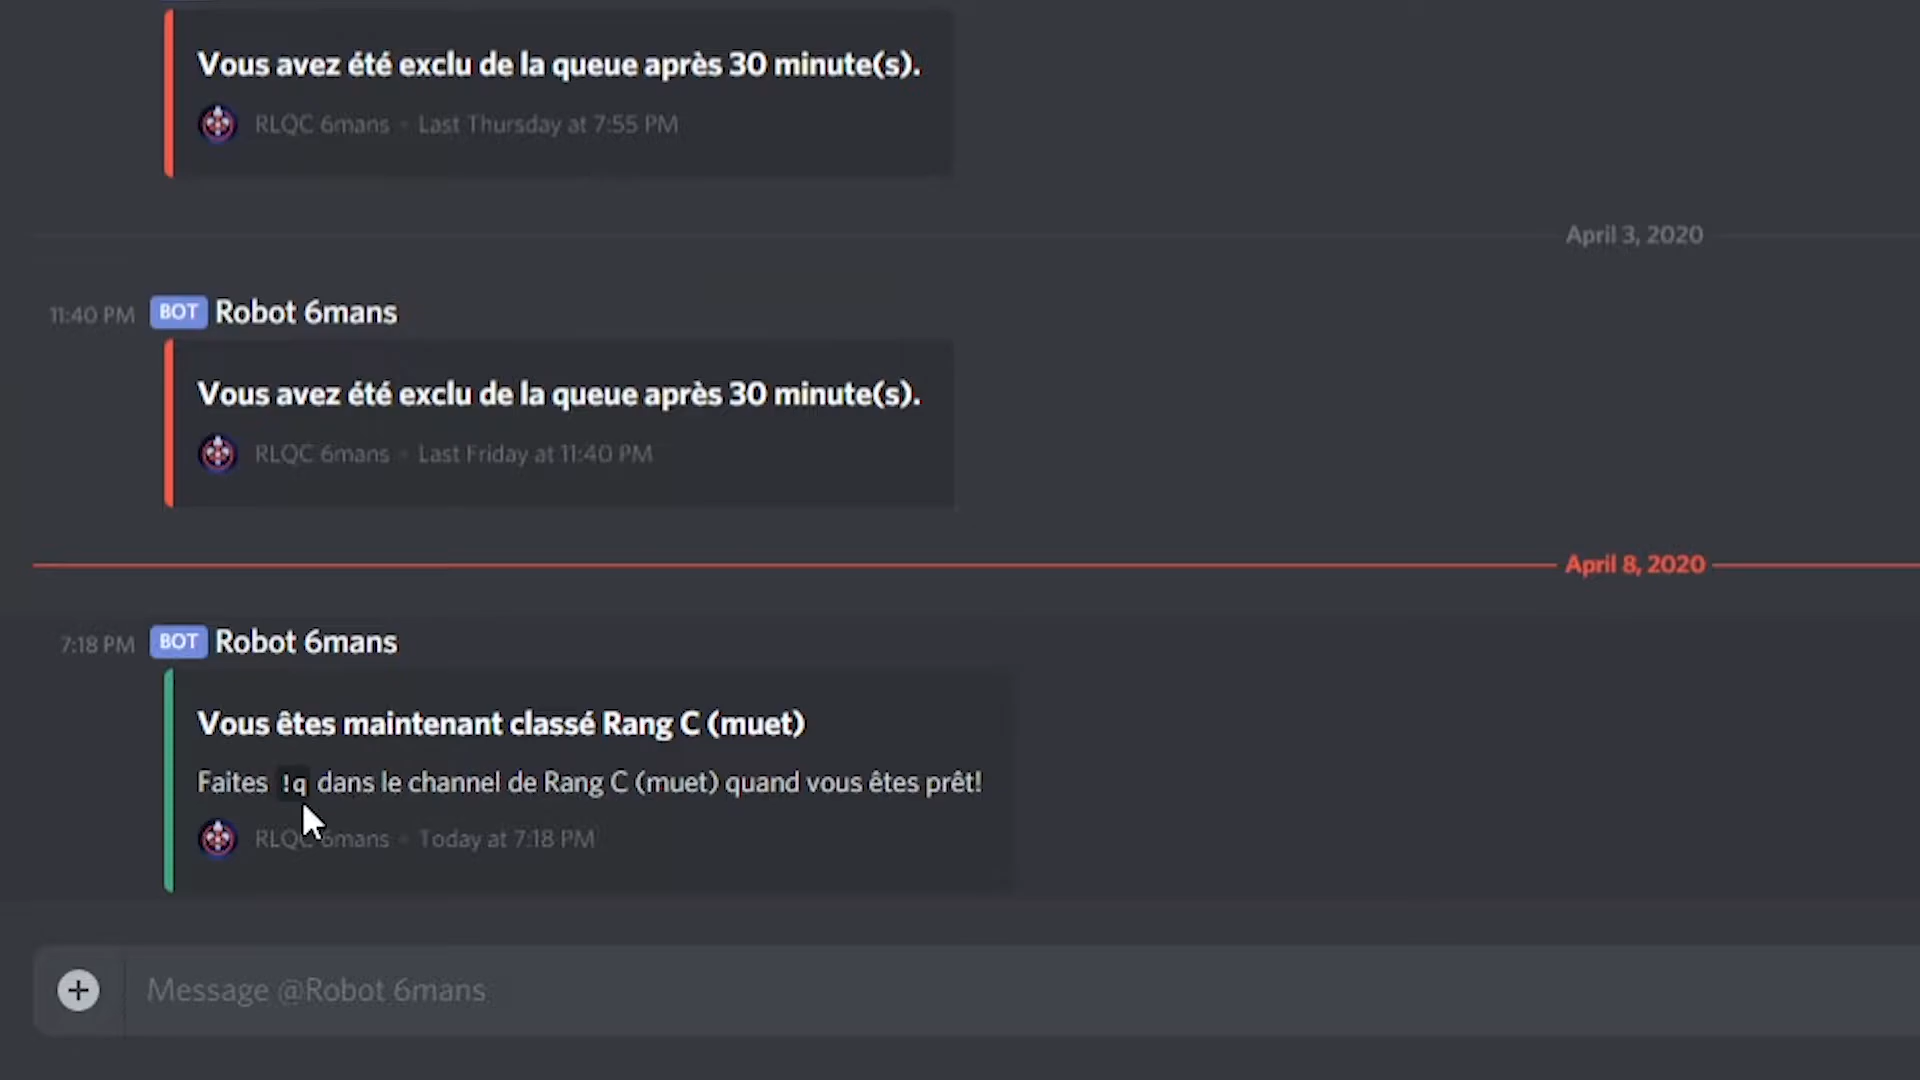 Vous avez été exclu de la queue après 30 minute(s).
RLQC 6mans • Last Thursday at 7:55 PM
April 3, 2020
11:40 PM BOT Robot 6mans
Vous avez été exclu de la queue après 30 minute(s).
RLQC 6mans • Last Friday at 11:40 PM
April 8, 2020
7:18 PM BOT Robot 6mans
Vous êtes maintenant classé Rang C (muet)
Faites !q dans le channel de Rang C (muet) quand vous êtes prêt!
RLQC 6mans • Today at 7:18 PM
Message @Robot 6mans